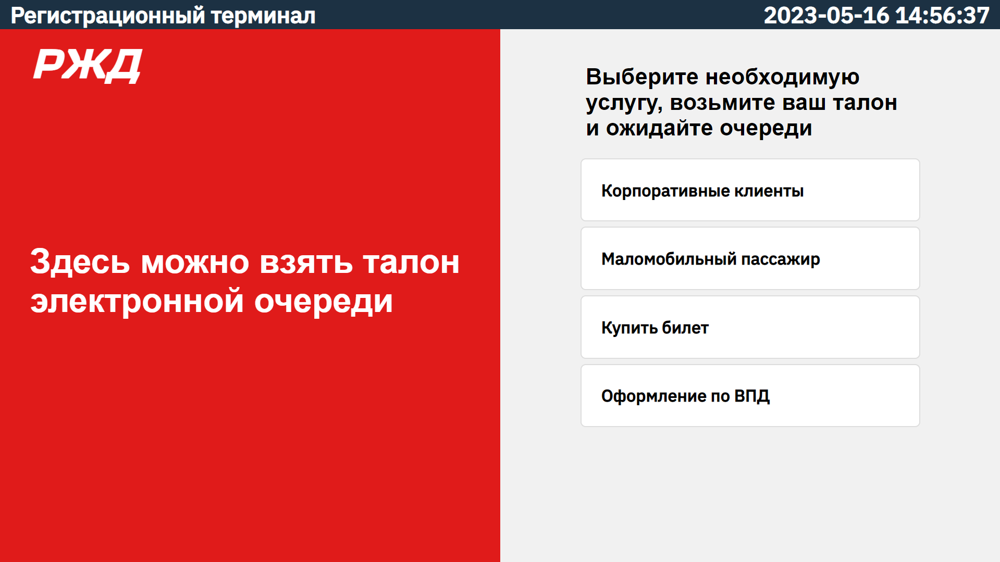 Регистрационный терминал
2023-05-16 14:56:37
РЖД
Здесь можно взять талон
электронной очереди
Выберите необходимую
услугу, возьмите ваш талон
и ожидайте очереди
Корпоративные клиенты
Маломобильный пассажир
Купить билет
Оформление по ВПД